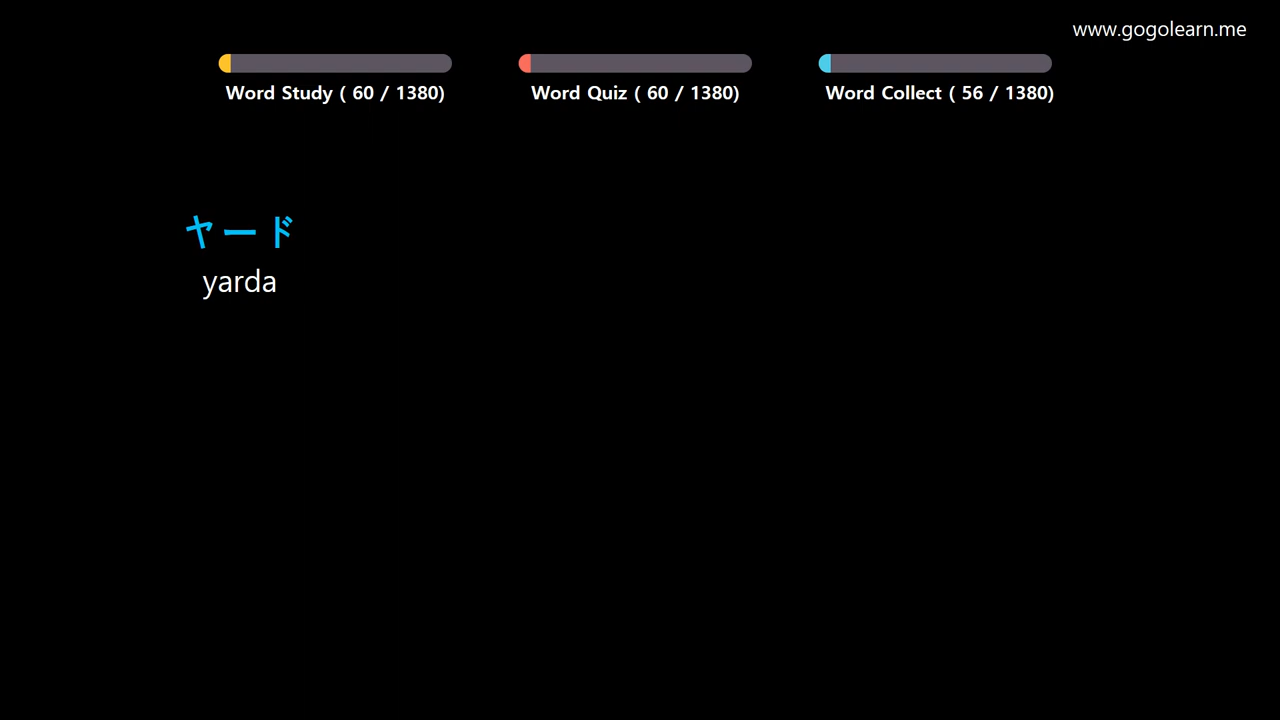 www.gogolearn.me
Word Study ( 60 / 1380)
Word Quiz ( 60 / 1380)
Word Collect ( 56 / 1380)
ヤード
yarda